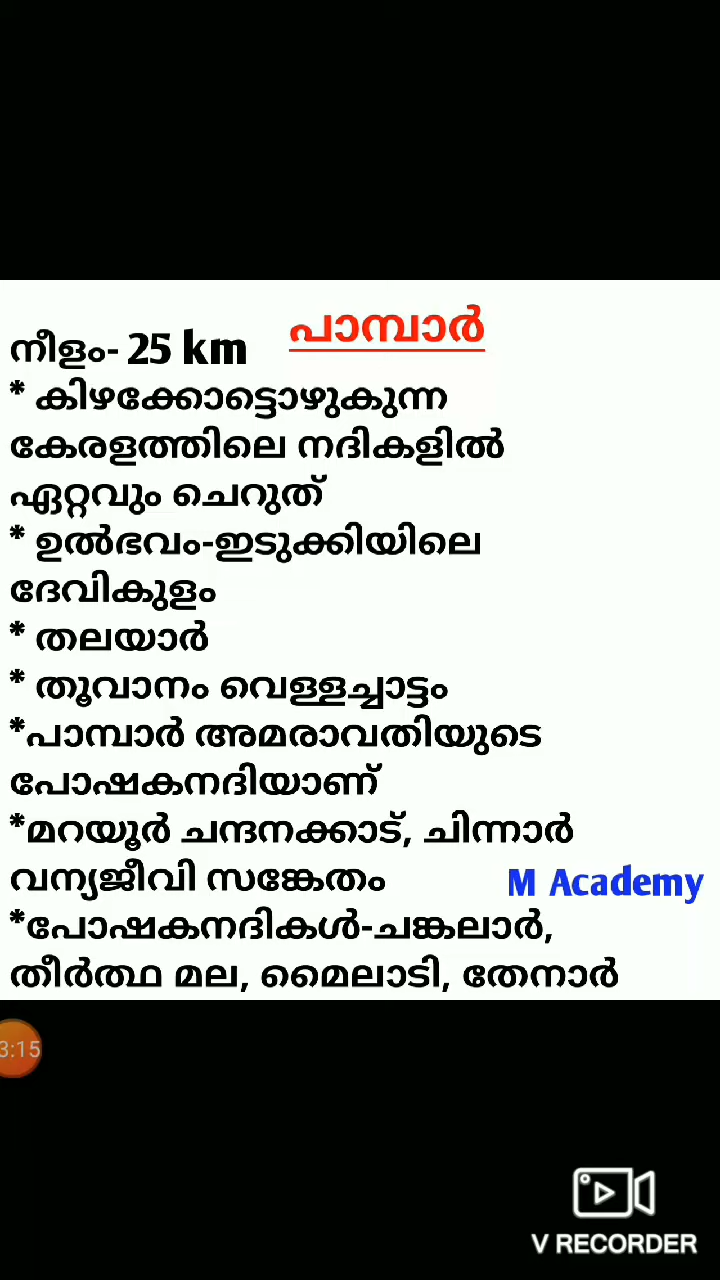 പാമ്പാർ
നീളം- 25 km
* കിഴക്കോട്ടൊഴുകുന്ന
കേരളത്തിലെ നദികളിൽ
ഏറ്റവും ചെറുത്
* ഉൽഭവം-ഇടുക്കിയിലെ
ദേവികുളം
* തലയാർ
* തൂവാനം വെള്ളച്ചാട്ടം
*പാമ്പാർ അമരാവതിയുടെ
പോഷകനദിയാണ്
*മറയൂർ ചന്ദനക്കാട്, ചിന്നാർ
വന്യജീവി സങ്കേതം
M Academy
*പോഷകനദികൾ-ചങ്കലാർ,
തീർത്ഥ മല, മൈലാടി, തേനാർ
3:15
V RECORDER